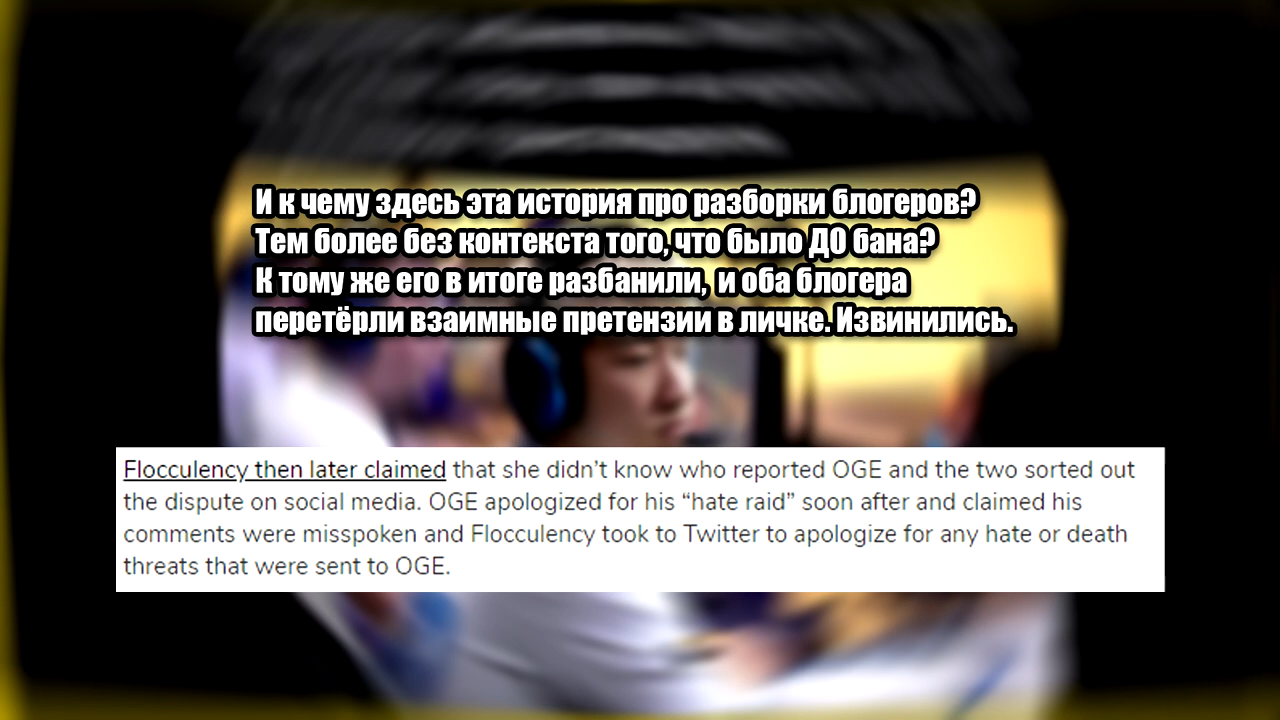 И к чему здесь эта история про разборки блогеров?
Тем более без контекста того, что было ДО бана?
К тому же его в итоге разбанили, и оба блогера
перетёрли взаимные претензии в личке. Извинились.
Flocculency then later claimed that she didn't know who reported OGE and the two sorted out
the dispute on social media. OGE apologized for his “hate raid” soon after and claimed his
comments were misspoken and Flocculency took to Twitter to apologize for any hate or death
threats that were sent to OGE.